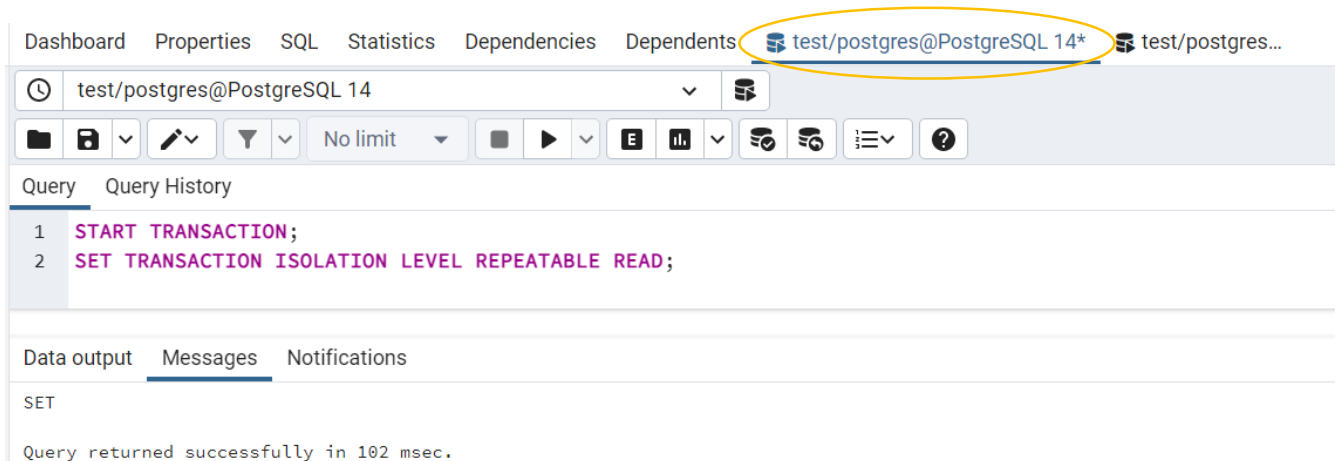 Dashboard Properties SQL Statistics Dependencies Dependents test/postgres@PostgreSQL 14* test/postgres...
test/postgres@PostgreSQL 14
No limit E
Query Query History
1 START TRANSACTION;
2 SET TRANSACTION ISOLATION LEVEL REPEATABLE READ;
Data output Messages Notifications
SET
Query returned successfully in 102 msec.